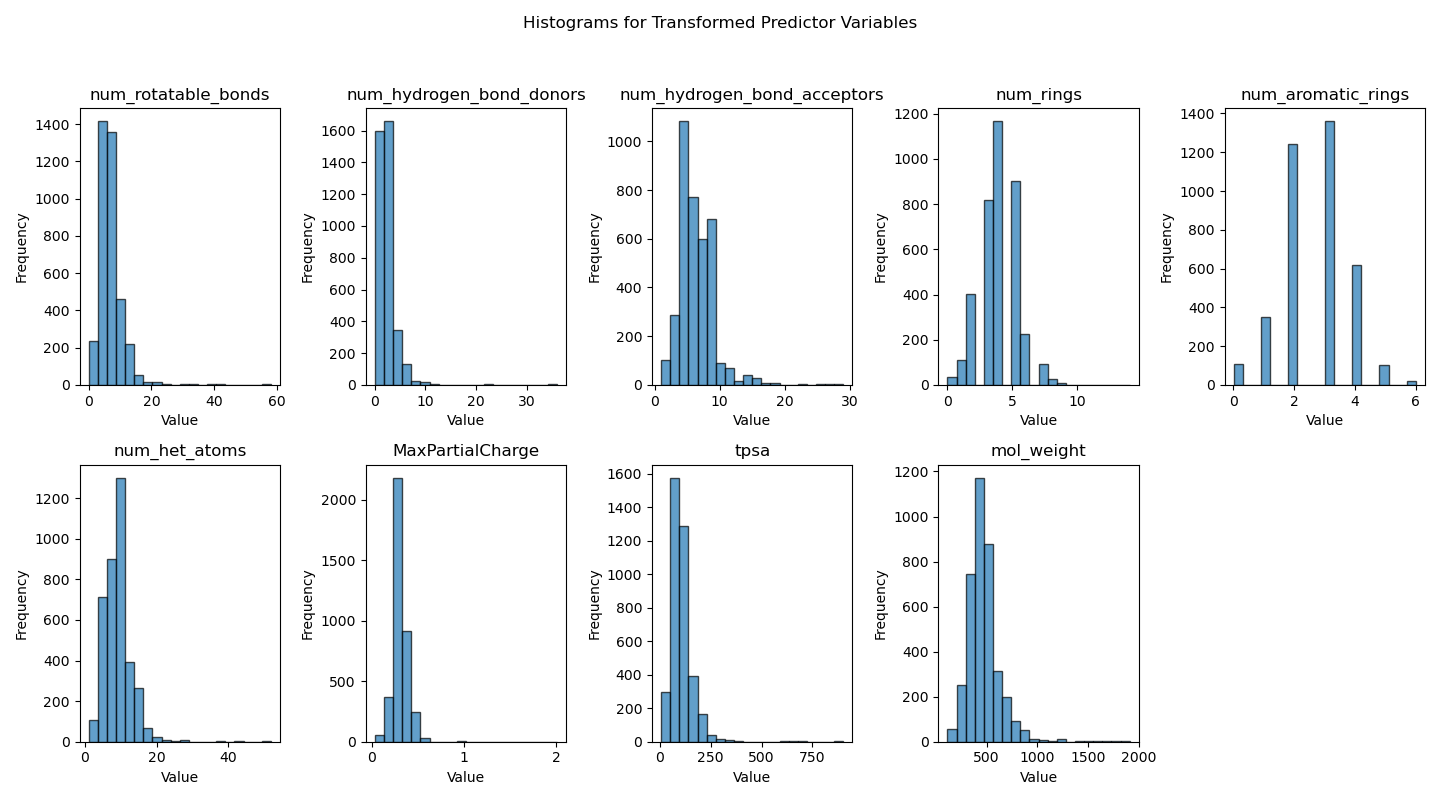 Histograms for Transformed Predictor Variables
num_rotatable_bonds
1400
1200
1000
800
600
400
200
0
Frequency
0 20 40 60
Value
num_hydrogen_bond_donors
1600
1400
1200
1000
800
600
400
200
0
Frequency
0 10 20 30
Value
num_hydrogen_bond_acceptors
1000
800
600
400
200
0
Frequency
0 10 20 30
Value
num_rings
1200
1000
800
600
400
200
0
Frequency
0 5 10
Value
num_aromatic_rings
1400
1200
1000
800
600
400
200
0
Frequency
0 2 4 6
Value
num_het_atoms
1200
1000
800
600
400
200
0
Frequency
0 20 40
Value
MaxPartialCharge
2000
1500
1000
500
0
Frequency
0 1 2
Value
tpsa
1600
1400
1200
1000
800
600
400
200
0
Frequency
0 250 500 750
Value
mol_weight
1200
1000
800
600
400
200
0
Frequency
500 1000 1500 2000
Value